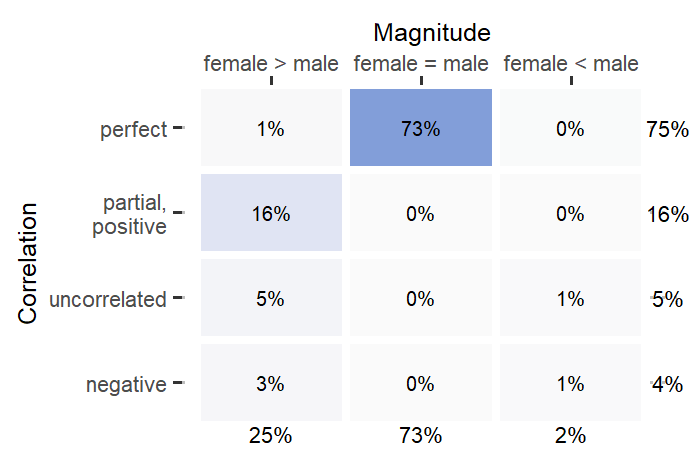 Magnitude
female > male female = male female < male
perfect 1% 73% 0% 75%
partial,
positive 16% 0% 0% 16%
uncorrelated 5% 0% 1% 5%
negative 3% 0% 1% 4%
25% 73% 2%
Correlation